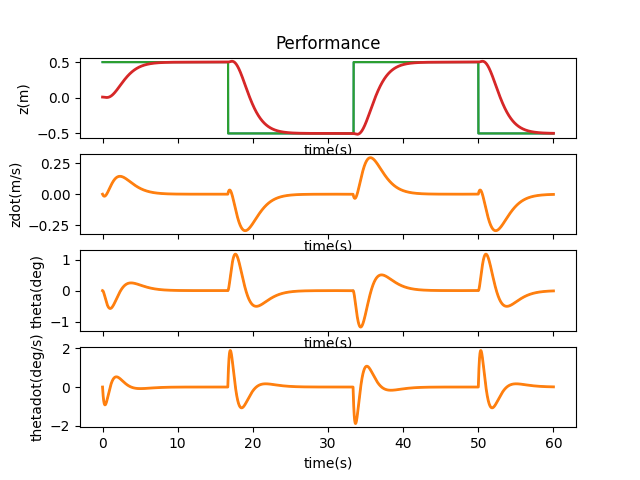 Performance
z(m)
0.5
0.0
−0.5
time(s)
zdot(m/s)
0.25
0.00
−0.25
time(s)
theta(deg)
1
0
−1
time(s)
thetadot(deg/s)
2
0
−2
0 10 20 30 40 50 60
time(s)